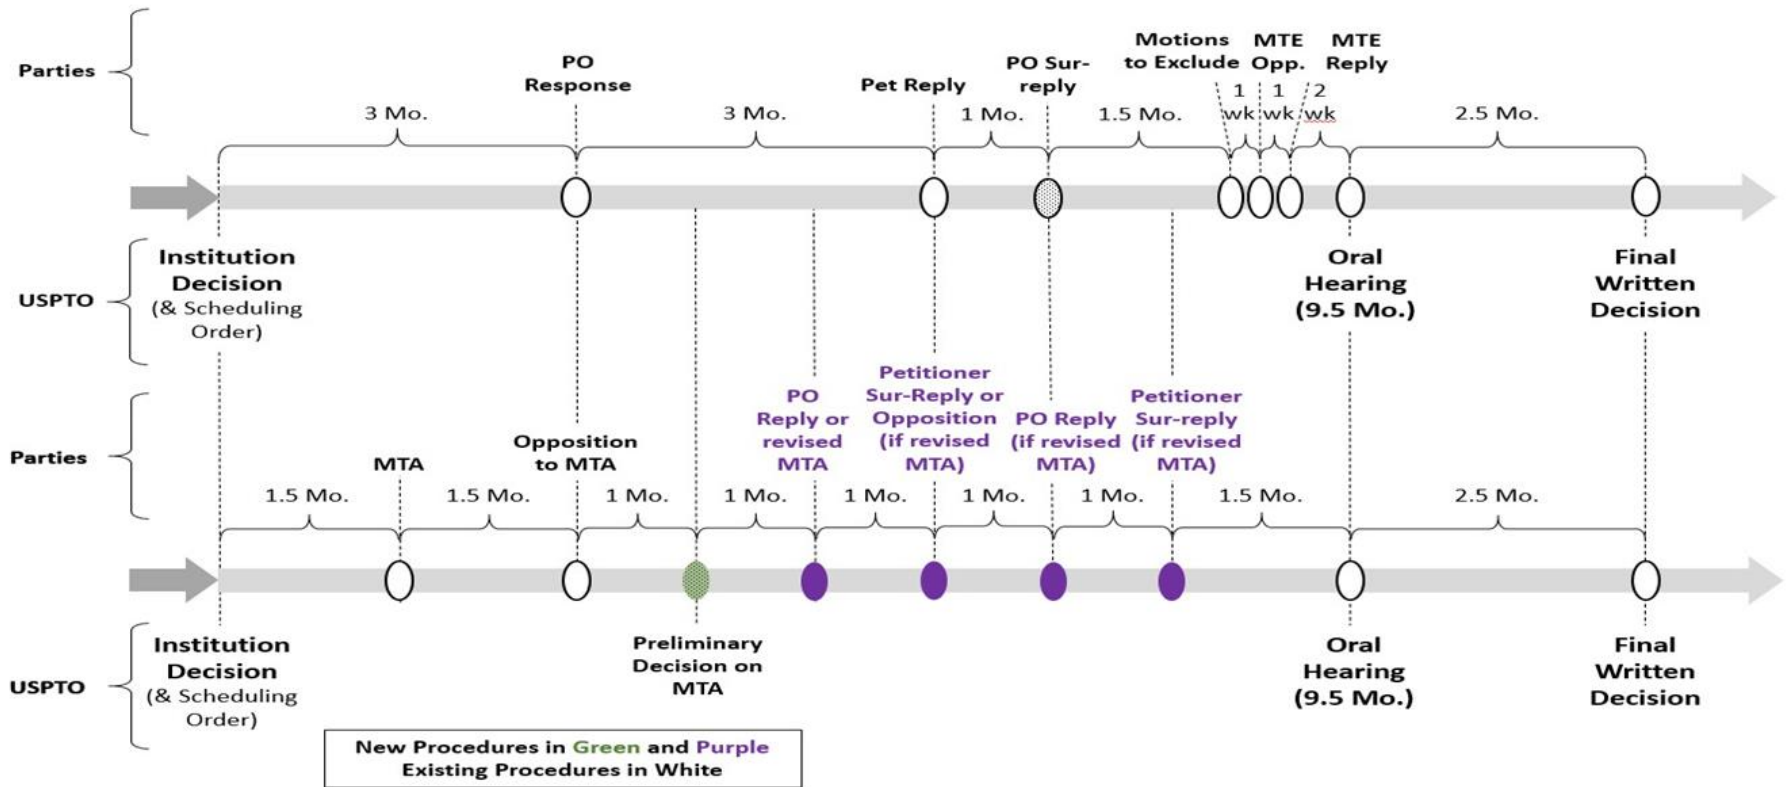 Parties
PO
Response
Pet Reply
PO Sur-
reply
Motions
to Exclude
MTE
Opp.
MTE
Reply
3 Mo.
3 Mo.
1 Mo.
1.5 Mo.
1
wk
1
wk
2
wk
2.5 Mo.
USPTO
Institution
Decision
(& Scheduling
Order)
Oral
Hearing
(9.5 Mo.)
Final
Written
Decision
Parties
MTA
Opposition
to MTA
PO
Reply or
revised
MTA
Petitioner
Sur-Reply or
Opposition
(if revised
MTA)
PO Reply
(if revised
MTA)
Petitioner
Sur-reply
(if revised
MTA)
1.5 Mo.
1.5 Mo.
1 Mo.
1 Mo.
1 Mo.
1 Mo.
1 Mo.
1.5 Mo.
2.5 Mo.
USPTO
Institution
Decision
(& Scheduling
Order)
Preliminary
Decision on
MTA
Oral
Hearing
(9.5 Mo.)
Final
Written
Decision
New Procedures in Green and Purple
Existing Procedures in White